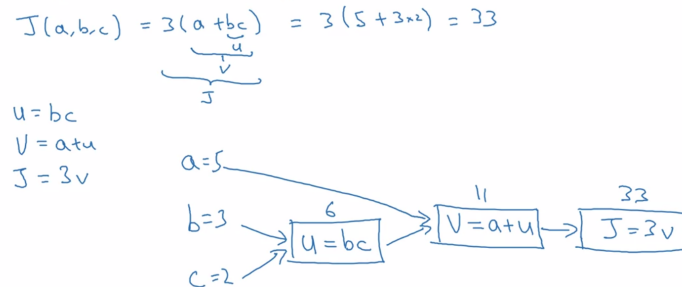 J(a,b,c) = 3(a+bc) = 3(5+3×2) = 33
u
v
J
u = bc
V = a+u
J = 3v
a=5
11
33
b=3
6
V=a+u
J=3v
u=bc
c=2